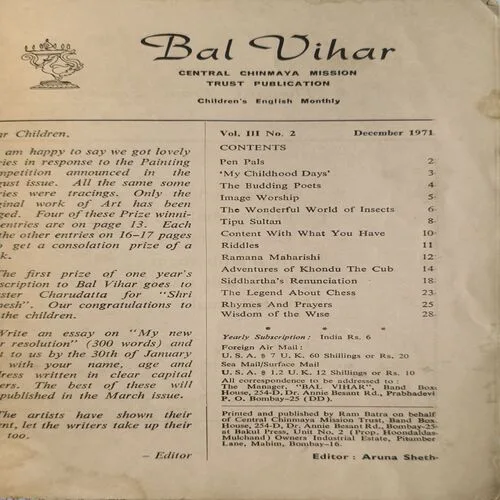 Bal Vihar
CENTRAL CHINMAYA MISSION
TRUST PUBLICATION
Children's English Monthly
ar Children.
am happy to say we got lovely
ries in response to the Painting
mpetition announced in the
gust issue. All the same some
ries were tracings. Only the
ginal work of Art has been
ged. Four of these Prize winni-
entries are on page 13. Each
the other entries on 16-17 pages
get a consolation prize of a
k.
The first prize of one year's
scription to Bal Vihar goes to
ster Charudatta for "Shri
nesh". Our congratulations to
the children.
Write an essay on "My new
r resolution" (300 words) and
t to us by the 30th of January
with your name, age and
ress written in clear capital
ers. The best of these will
published in the March issue.
The artists have shown their
ent, let the writers take up their
too.
– Editor
Vol. III No. 2 December 1971
CONTENTS
Pen Pals 2
'My Childhood Days' 3
The Budding Poets 4
Image Worship 5
The Wonderful World of Insects 6
Tipu Sultan 8
Content With What You Have 10
Riddles 11
Ramana Maharishi 12
Adventures of Khondu The Cub 14
Siddhartha's Renunciation 18
The Legend About Chess 23
Rhymes And Prayers 25
Wisdom of the Wise 28
* * *
Yearly Subscription: India Rs. 6
Foreign Air Mail:
U. S. A. $ 7 U. K. 60 Shillings or Rs. 20
Sea Mail/Surface Mail
U. S. A. $ 1.2 U. K. 12 Shillings or Rs. 10
All correspondence to be addressed to:
The Manager, "BAL VIHAR", Band Box
House, 254-D, Dr. Annie Besant Rd., Prabhadevi
P. O. Bombay-25 (DD).
Printed and published by Ram Batra on behalf
of Central Chinmaya Mission Trust, Band Box
House, 254-D, Dr. Annie Besant Rd., Bombay-25
at Bakul Press, Unit No. 2 (Prop. Hoondaldas
Mulchand) Owners Industrial Estate, Pitamber
Lane, Mahim, Bombay-16.
Editor: Aruna Sheth